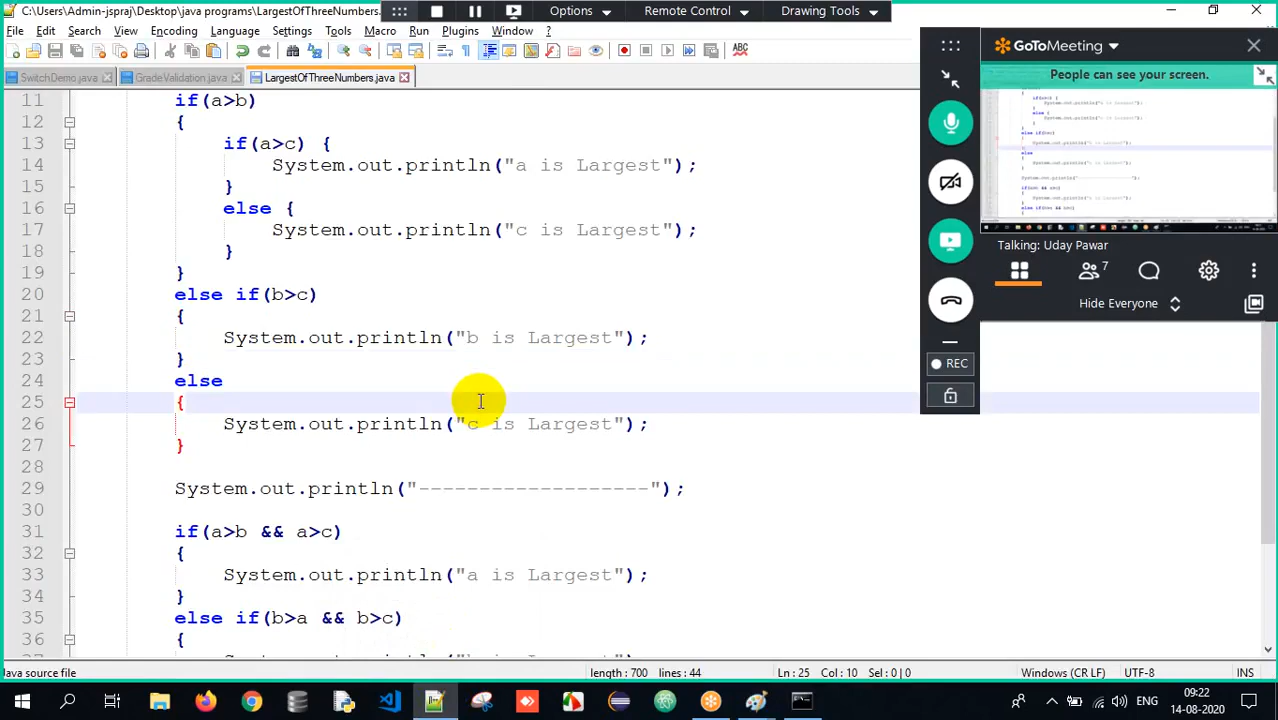 C:\Users\Admin-jspraj\Desktop\java programs\LargestOfThreeNumbers.
Options
Remote Control
Drawing Tools
File Edit Search View Encoding Language Settings Tools Macro Run Plugins Window ?
SwitchDemo.java
GradeValidation.java
LargestOfThreeNumbers.java
11 if(a>b)
12 {
13 if(a>c) {
14 System.out.println("a is Largest");
15 }
16 else {
17 System.out.println("c is Largest");
18 }
19 }
20 else if(b>c)
21 {
22 System.out.println("b is Largest");
23 }
24 else
25 {
26 System.out.println("c is Largest");
27 }
28
29 System.out.println("-------------------");
30
31 if(a>b && a>c)
32 {
33 System.out.println("a is Largest");
34 }
35 else if(b>a && b>c)
36 {
37
Java source file
length : 700 lines : 44
Ln : 25 Col : 10 Sel : 0 | 0
Windows (CR LF)
UTF-8
INS
GoToMeeting
People can see your screen.
Talking: Uday Pawar
7
Hide Everyone
REC
ABC
ENG
09:22
14-08-2020